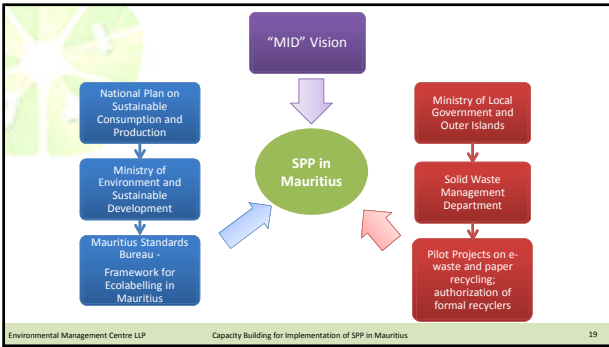 “MID” Vision
National Plan on
Sustainable
Consumption and
Production
Ministry of
Environment and
Sustainable
Development
Mauritius Standards
Bureau -
Framework for
Ecolabelling in
Mauritius
SPP in
Mauritius
Ministry of Local
Government and
Outer Islands
Solid Waste
Management
Department
Pilot Projects on e-
waste and paper
recycling;
authorization of
formal recyclers
Environmental Management Centre LLP
Capacity Building for Implementation of SPP in Mauritius
19